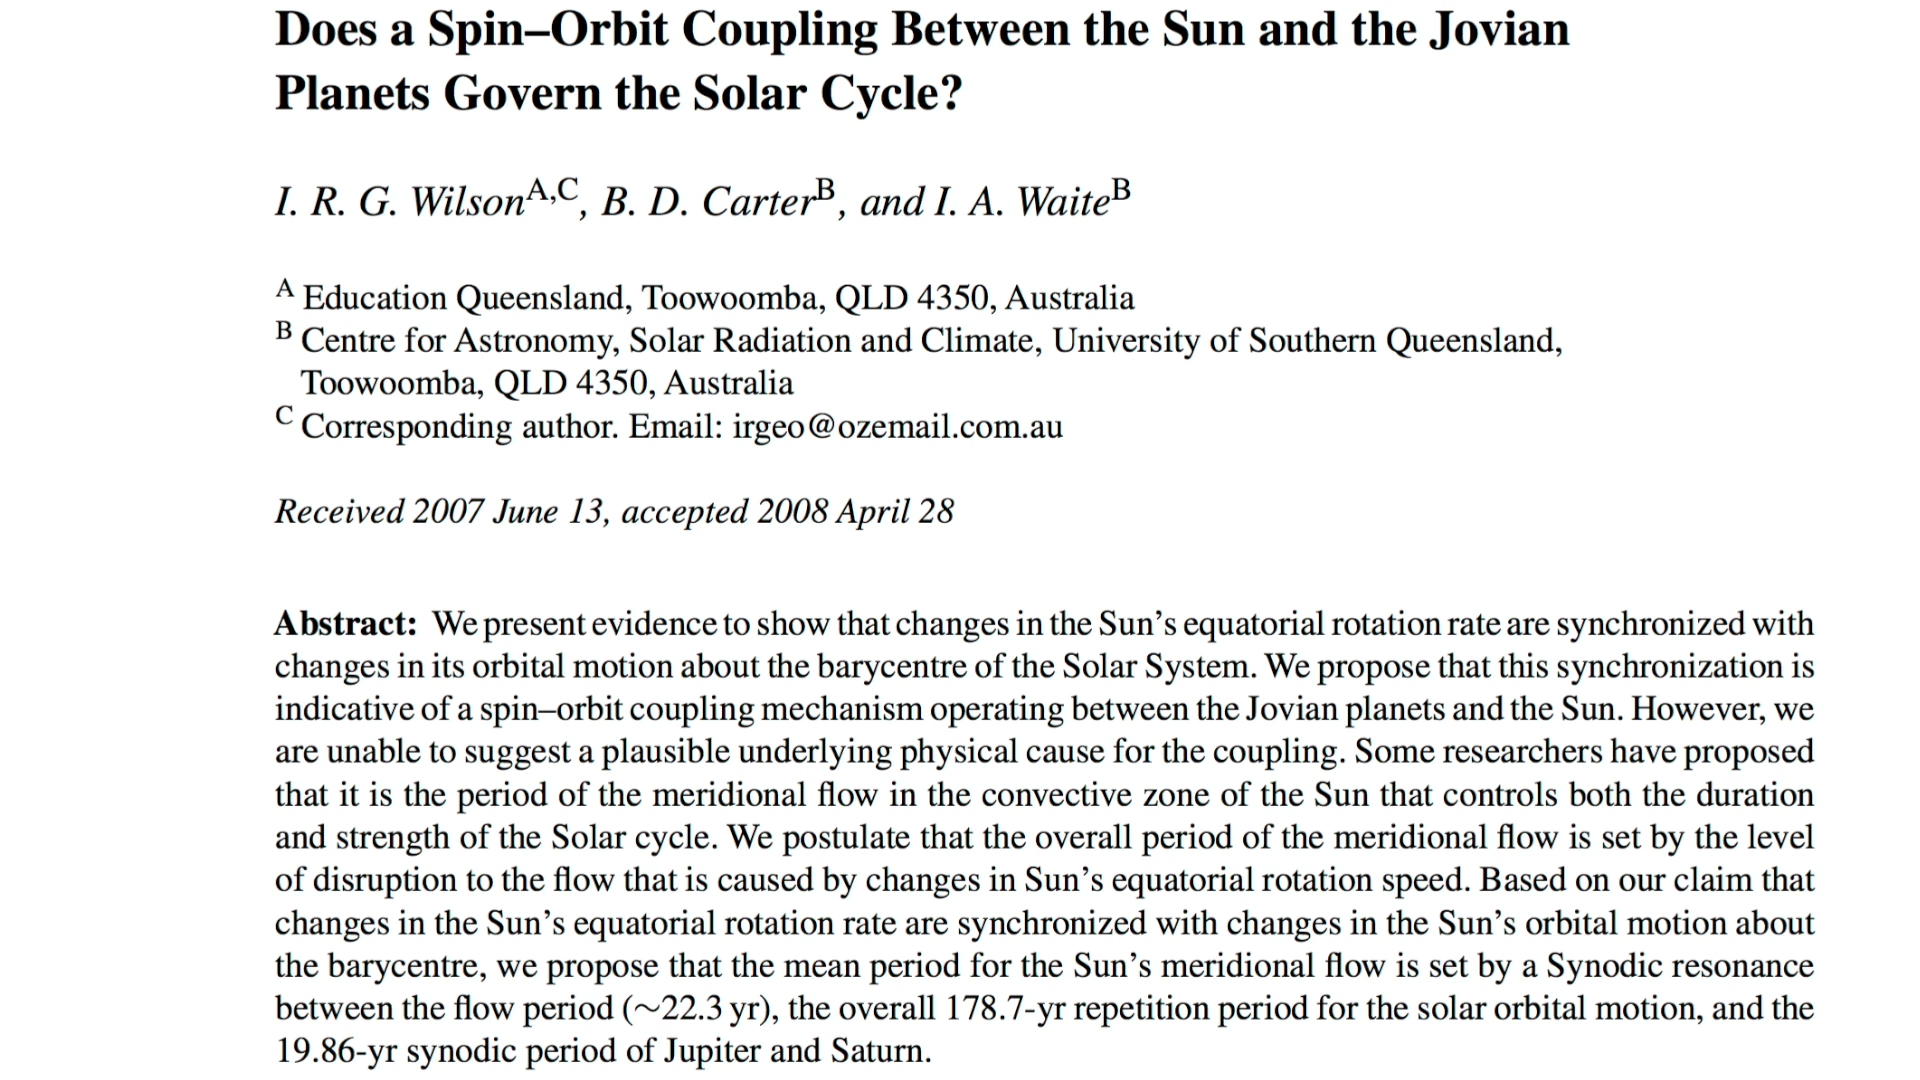 Does a Spin–Orbit Coupling Between the Sun and the Jovian
Planets Govern the Solar Cycle?
I. R. G. Wilson^A,C, B. D. Carter^B, and I. A. Waite^B
A Education Queensland, Toowoomba, QLD 4350, Australia
B Centre for Astronomy, Solar Radiation and Climate, University of Southern Queensland,
Toowoomba, QLD 4350, Australia
C Corresponding author. Email: irgeo@ozemail.com.au
Received 2007 June 13, accepted 2008 April 28
Abstract: We present evidence to show that changes in the Sun’s equatorial rotation rate are synchronized with
changes in its orbital motion about the barycentre of the Solar System. We propose that this synchronization is
indicative of a spin–orbit coupling mechanism operating between the Jovian planets and the Sun. However, we
are unable to suggest a plausible underlying physical cause for the coupling. Some researchers have proposed
that it is the period of the meridional flow in the convective zone of the Sun that controls both the duration
and strength of the Solar cycle. We postulate that the overall period of the meridional flow is set by the level
of disruption to the flow that is caused by changes in Sun’s equatorial rotation speed. Based on our claim that
changes in the Sun’s equatorial rotation rate are synchronized with changes in the Sun’s orbital motion about
the barycentre, we propose that the mean period for the Sun’s meridional flow is set by a Synodic resonance
between the flow period (∼22.3 yr), the overall 178.7-yr repetition period for the solar orbital motion, and the
19.86-yr synodic period of Jupiter and Saturn.